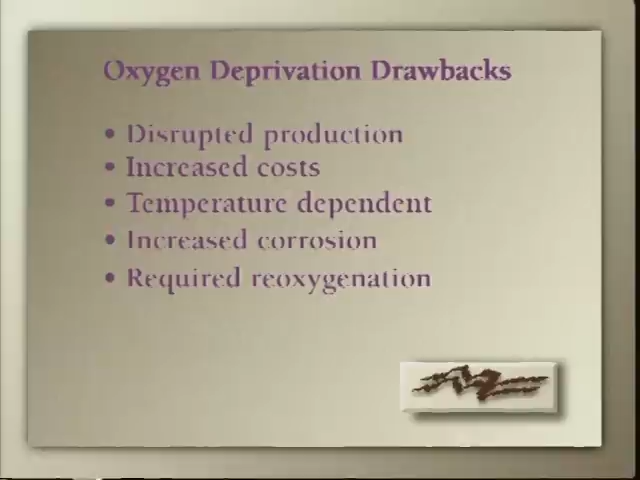 Oxygen Deprivation Drawbacks
• Disrupted production
• Increased costs
• Temperature dependent
• Increased corrosion
• Required reoxygenation